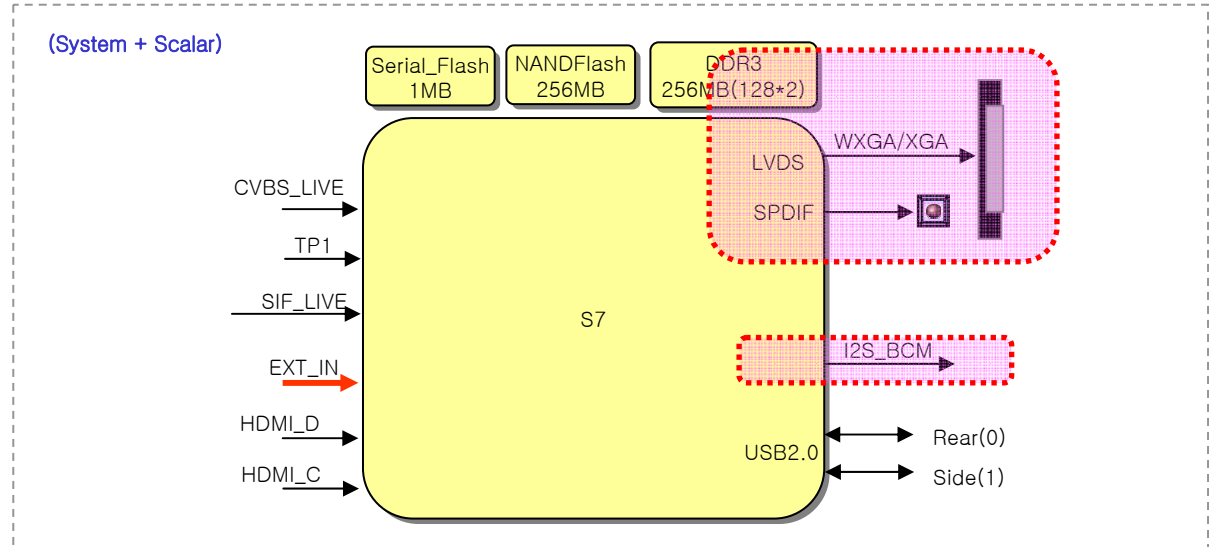 (System + Scalar)
Serial_Flash
1MB
NANDFlash
256MB
DDR3
256MB(128*2)
CVBS_LIVE
TP1
SIF_LIVE
EXT_IN
HDMI_D
HDMI_C
S7
LVDS
WXGA/XGA
SPDIF
I2S_BCM
USB2.0
Rear(0)
Side(1)